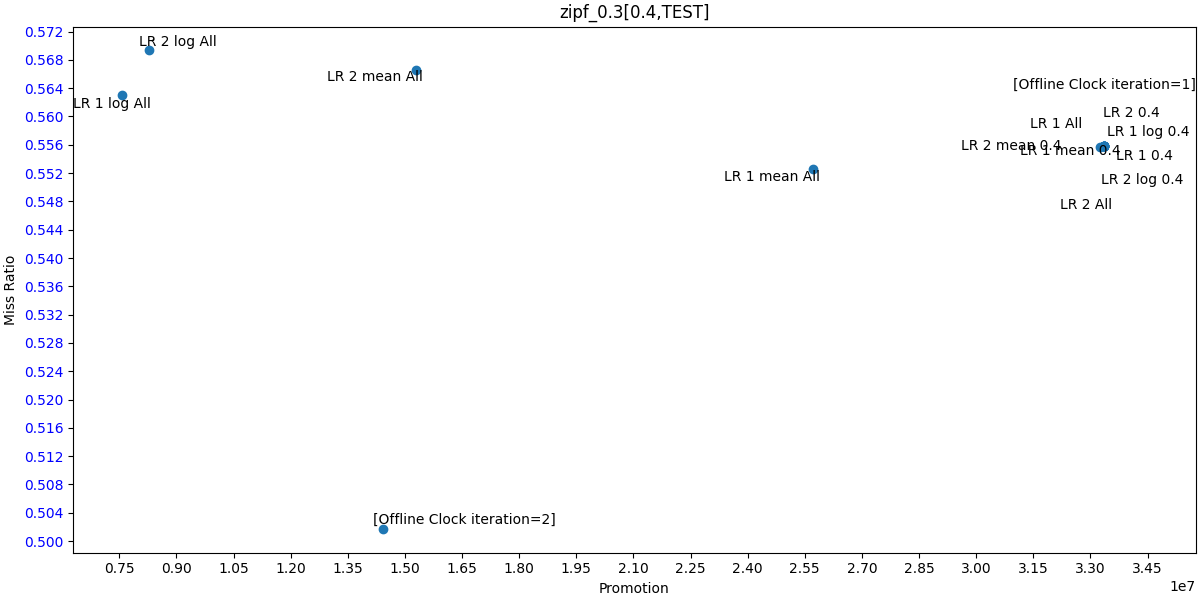 zipf_0.3[0.4,TEST]
0.572
LR 2 log All
0.568
LR 2 mean All
0.564
[Offline Clock iteration=1]
LR 1 log All
0.560
LR 2 0.4
LR 1 All
LR 1 log 0.4
0.556
LR 2 mean 0.4
LR 1 mean 0.4
LR 1 0.4
0.552
LR 1 mean All
LR 2 log 0.4
0.548
LR 2 All
0.544
0.540
0.536
0.532
0.528
0.524
0.520
0.516
0.512
0.508
0.504
[Offline Clock iteration=2]
0.500
Miss Ratio
0.75 0.90 1.05 1.20 1.35 1.50 1.65 1.80 1.95 2.10 2.25 2.40 2.55 2.70 2.85 3.00 3.15 3.30 3.45
1e7
Promotion